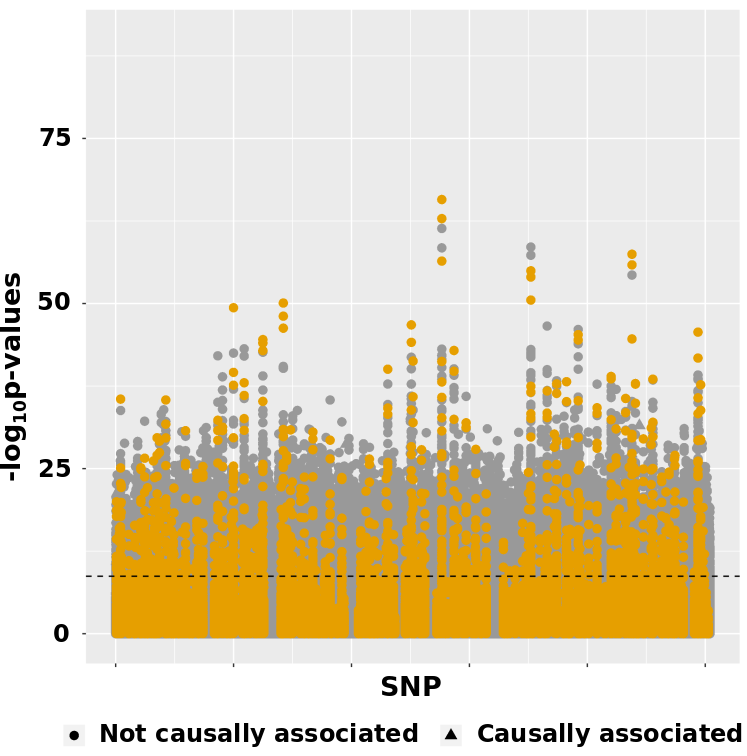 75
50
25
0
-log₁₀p-values
SNP
Not causally associated
Causally associated